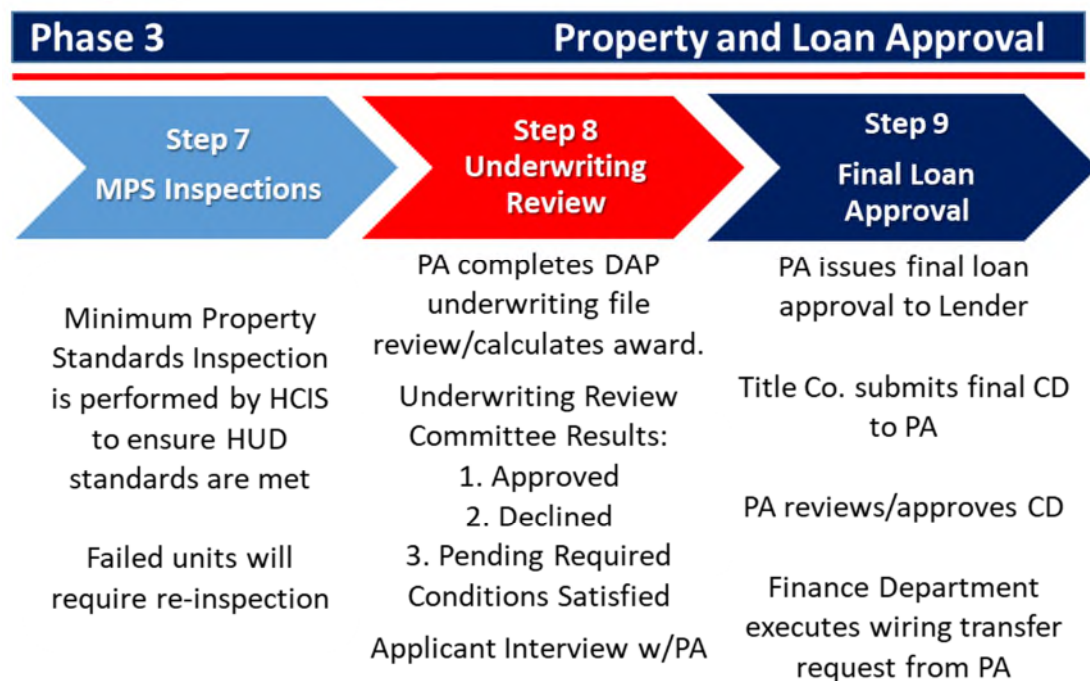 Phase 3
Property and Loan Approval
Step 7
MPS Inspections
Minimum Property
Standards Inspection
is performed by HCIS
to ensure HUD
standards are met
Failed units will
require re-inspection
Step 8
Underwriting
Review
PA completes DAP
underwriting file
review/calculates award.
Underwriting Review
Committee Results:
1. Approved
2. Declined
3. Pending Required
Conditions Satisfied
Applicant Interview w/PA
Step 9
Final Loan
Approval
PA issues final loan
approval to Lender
Title Co. submits final CD
to PA
PA reviews/approves CD
Finance Department
executes wiring transfer
request from PA